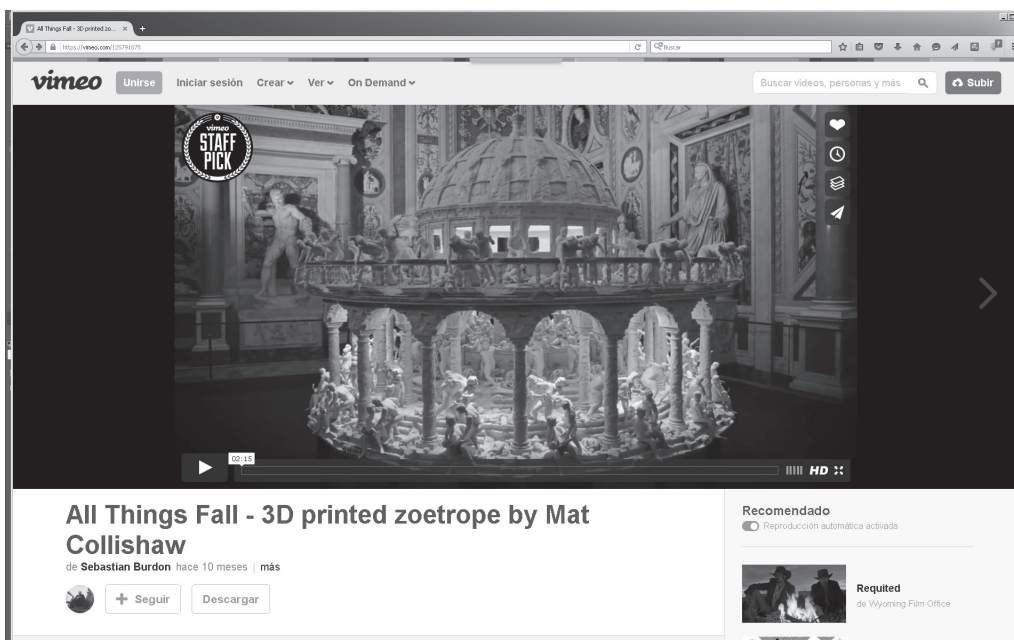 All Things Fall - 3D printed zo... × +
https://vimeo.com/125791075
Buscar
vimeo Unirse Iniciar sesión Crear Ver On Demand
Buscar videos, personas y más Subir
vimeo
STAFF
PICK
02:15
HD
All Things Fall - 3D printed zoetrope by Mat
Collishaw
de Sebastian Burdon hace 10 meses | más
+ Seguir Descargar
Recomendado
Reproducción automática activada
Requited
de Wyoming Film Office